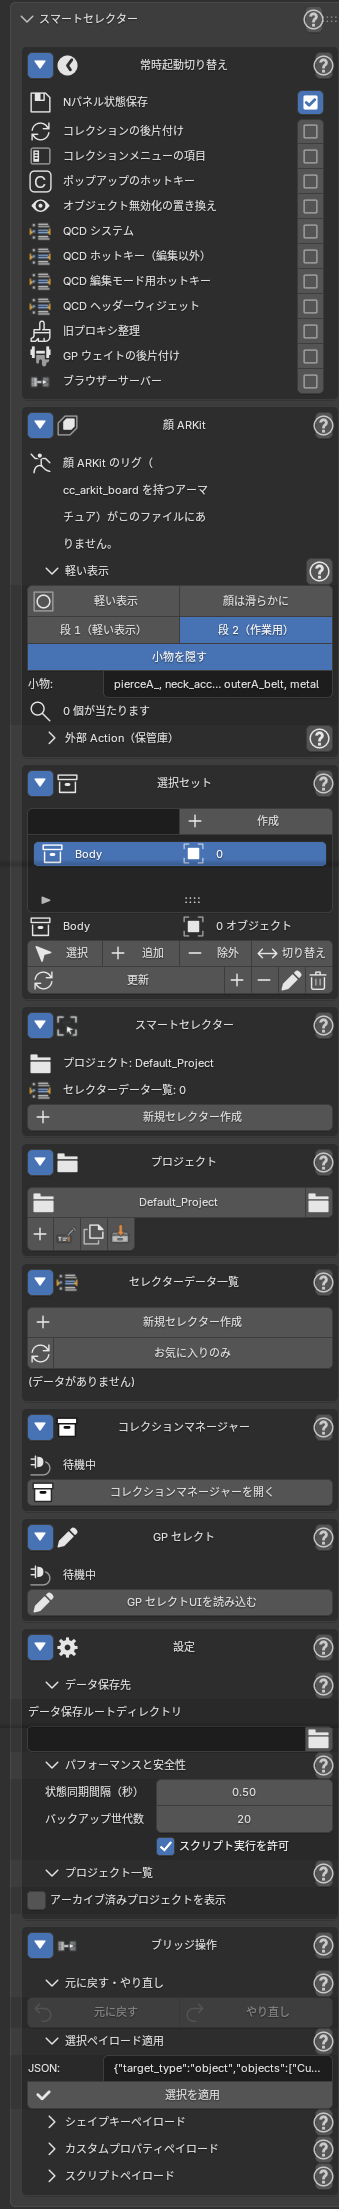 スマートセレクター
常時起動切り替え
Nパネル状態保存
コレクションの後片付け
コレクションメニューの項目
ポップアップのホットキー
オブジェクト無効化の置き換え
QCD システム
QCD ホットキー（編集以外）
QCD 編集モード用ホットキー
QCD ヘッダーウィジェット
旧プロキシ整理
GP ウェイトの後片付け
ブラウザーサーバー
顔 ARKit
顔 ARKit のリグ（
cc_arkit_board を持つアーマ
チュア）がこのファイルにあ
りません。
軽い表示
軽い表示 顔は滑らかに
段 1（軽い表示） 段 2（作業用）
小物を隠す
小物: pierceA_, neck_acc... outerA_belt, metal
0 個が当たります
外部 Action（保管庫）
選択セット
作成
Body 0
Body 0 オブジェクト
選択 追加 除外 切り替え
更新
スマートセレクター
プロジェクト: Default_Project
セレクターデータ一覧: 0
新規セレクター作成
プロジェクト
Default_Project
セレクターデータ一覧
新規セレクター作成
お気に入りのみ
(データがありません)
コレクションマネージャー
待機中
コレクションマネージャーを開く
GP セレクト
待機中
GP セレクトUIを読み込む
設定
データ保存先
データ保存ルートディレクトリ
パフォーマンスと安全性
状態同期間隔（秒） 0.50
バックアップ世代数 20
スクリプト実行を許可
プロジェクト一覧
アーカイブ済みプロジェクトを表示
ブリッジ操作
元に戻す・やり直し
元に戻す やり直し
選択ペイロード適用
JSON: {"target_type":"object","objects":["Cu...
選択を適用
シェイプキーペイロード
カスタムプロパティペイロード
スクリプトペイロード